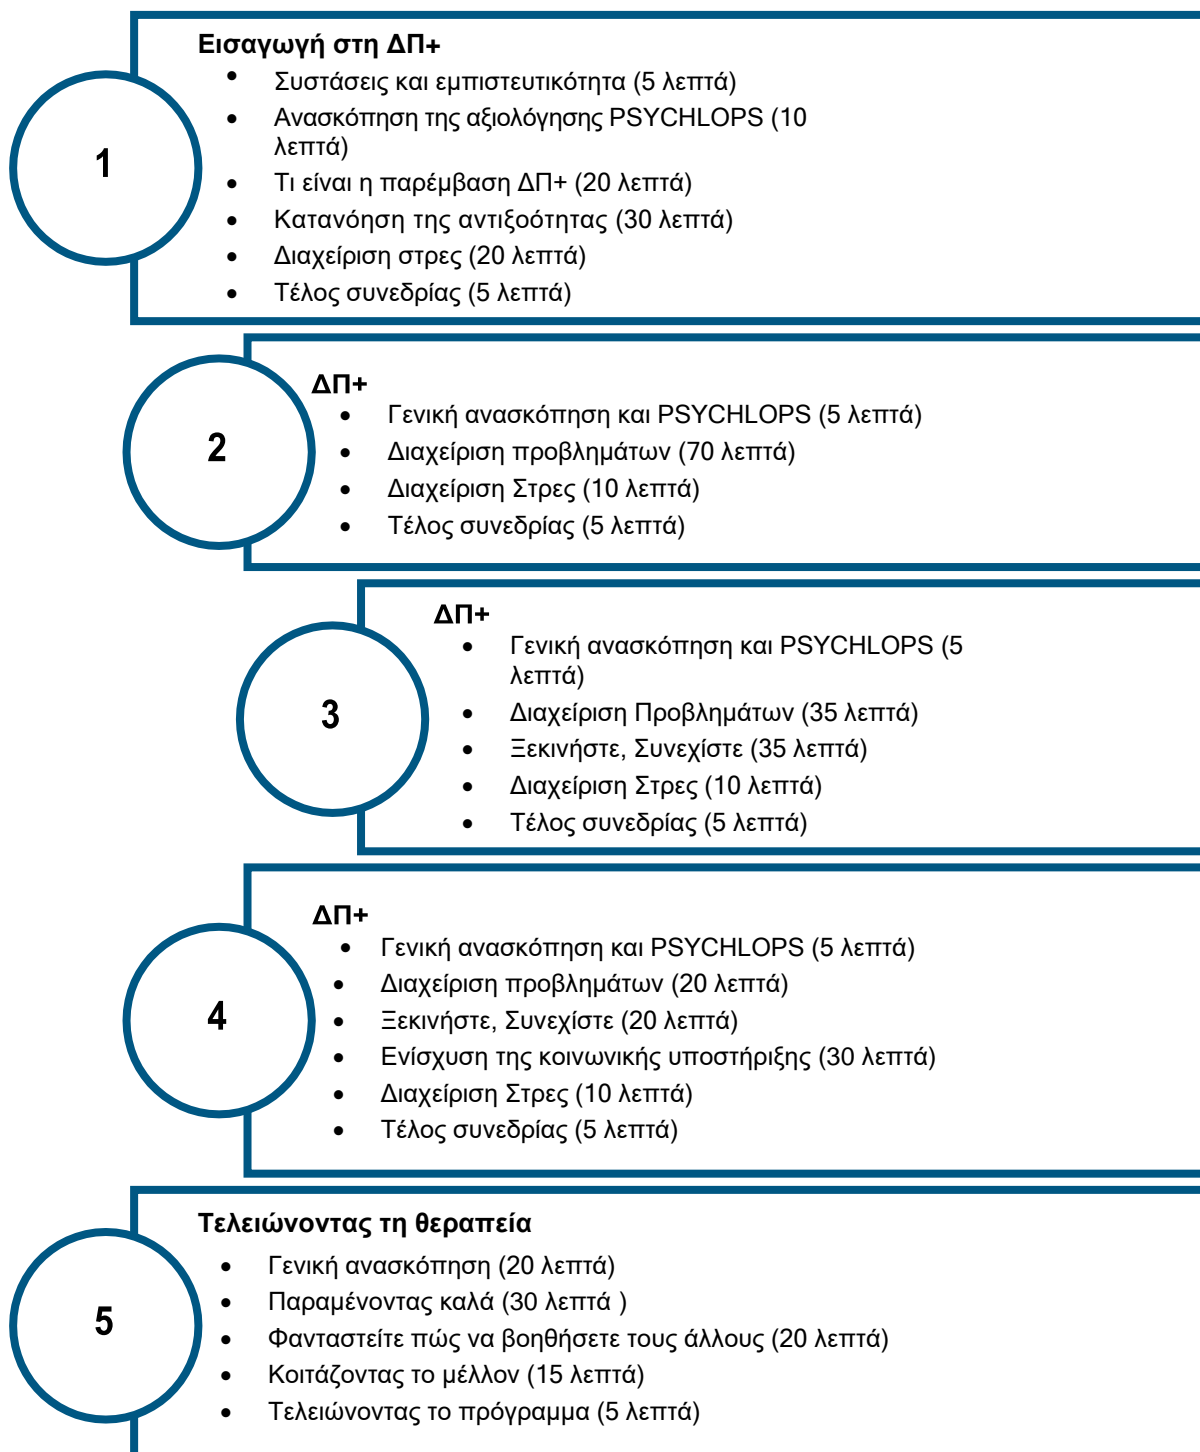 Εισαγωγή στη ΔΠ+
• Συστάσεις και εμπιστευτικότητα (5 λεπτά)
• Ανασκόπηση της αξιολόγησης PSYCHLOPS (10
λεπτά)
• Τι είναι η παρέμβαση ΔΠ+ (20 λεπτά)
• Κατανόηση της αντιξοότητας (30 λεπτά)
• Διαχείριση στρες (20 λεπτά)
• Τέλος συνεδρίας (5 λεπτά)
1
ΔΠ+
• Γενική ανασκόπηση και PSYCHLOPS (5 λεπτά)
• Διαχείριση προβλημάτων (70 λεπτά)
• Διαχείριση Στρες (10 λεπτά)
• Τέλος συνεδρίας (5 λεπτά)
2
ΔΠ+
• Γενική ανασκόπηση και PSYCHLOPS (5
λεπτά)
• Διαχείριση Προβλημάτων (35 λεπτά)
• Ξεκινήστε, Συνεχίστε (35 λεπτά)
• Διαχείριση Στρες (10 λεπτά)
• Τέλος συνεδρίας (5 λεπτά)
3
ΔΠ+
• Γενική ανασκόπηση και PSYCHLOPS (5 λεπτά)
• Διαχείριση προβλημάτων (20 λεπτά)
• Ξεκινήστε, Συνεχίστε (20 λεπτά)
• Ενίσχυση της κοινωνικής υποστήριξης (30 λεπτά)
• Διαχείριση Στρες (10 λεπτά)
• Τέλος συνεδρίας (5 λεπτά)
4
Τελειώνοντας τη θεραπεία
• Γενική ανασκόπηση (20 λεπτά)
• Παραμένοντας καλά (30 λεπτά )
• Φανταστείτε πώς να βοηθήσετε τους άλλους (20 λεπτά)
• Κοιτάζοντας το μέλλον (15 λεπτά)
• Τελειώνοντας το πρόγραμμα (5 λεπτά)
5